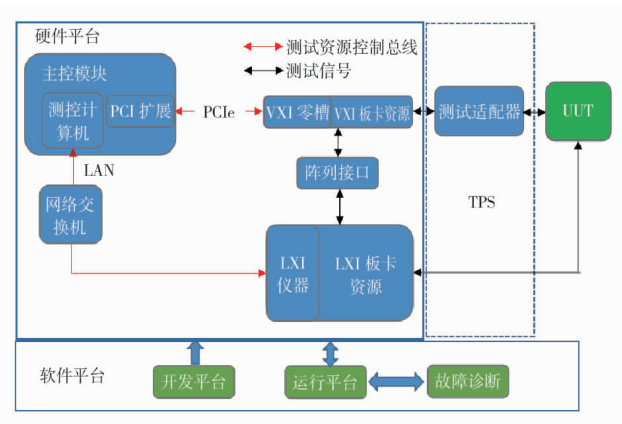 硬件平台
测试资源控制总线
测试信号
主控模块
测控计
算机
PCI 扩展
PCIe
VXI 零槽
VXI 板卡资源
测试适配器
UUT
LAN
阵列接口
网络交
换机
TPS
LXI
仪器
LXI 板卡
资源
软件平台
开发平台
运行平台
故障诊断